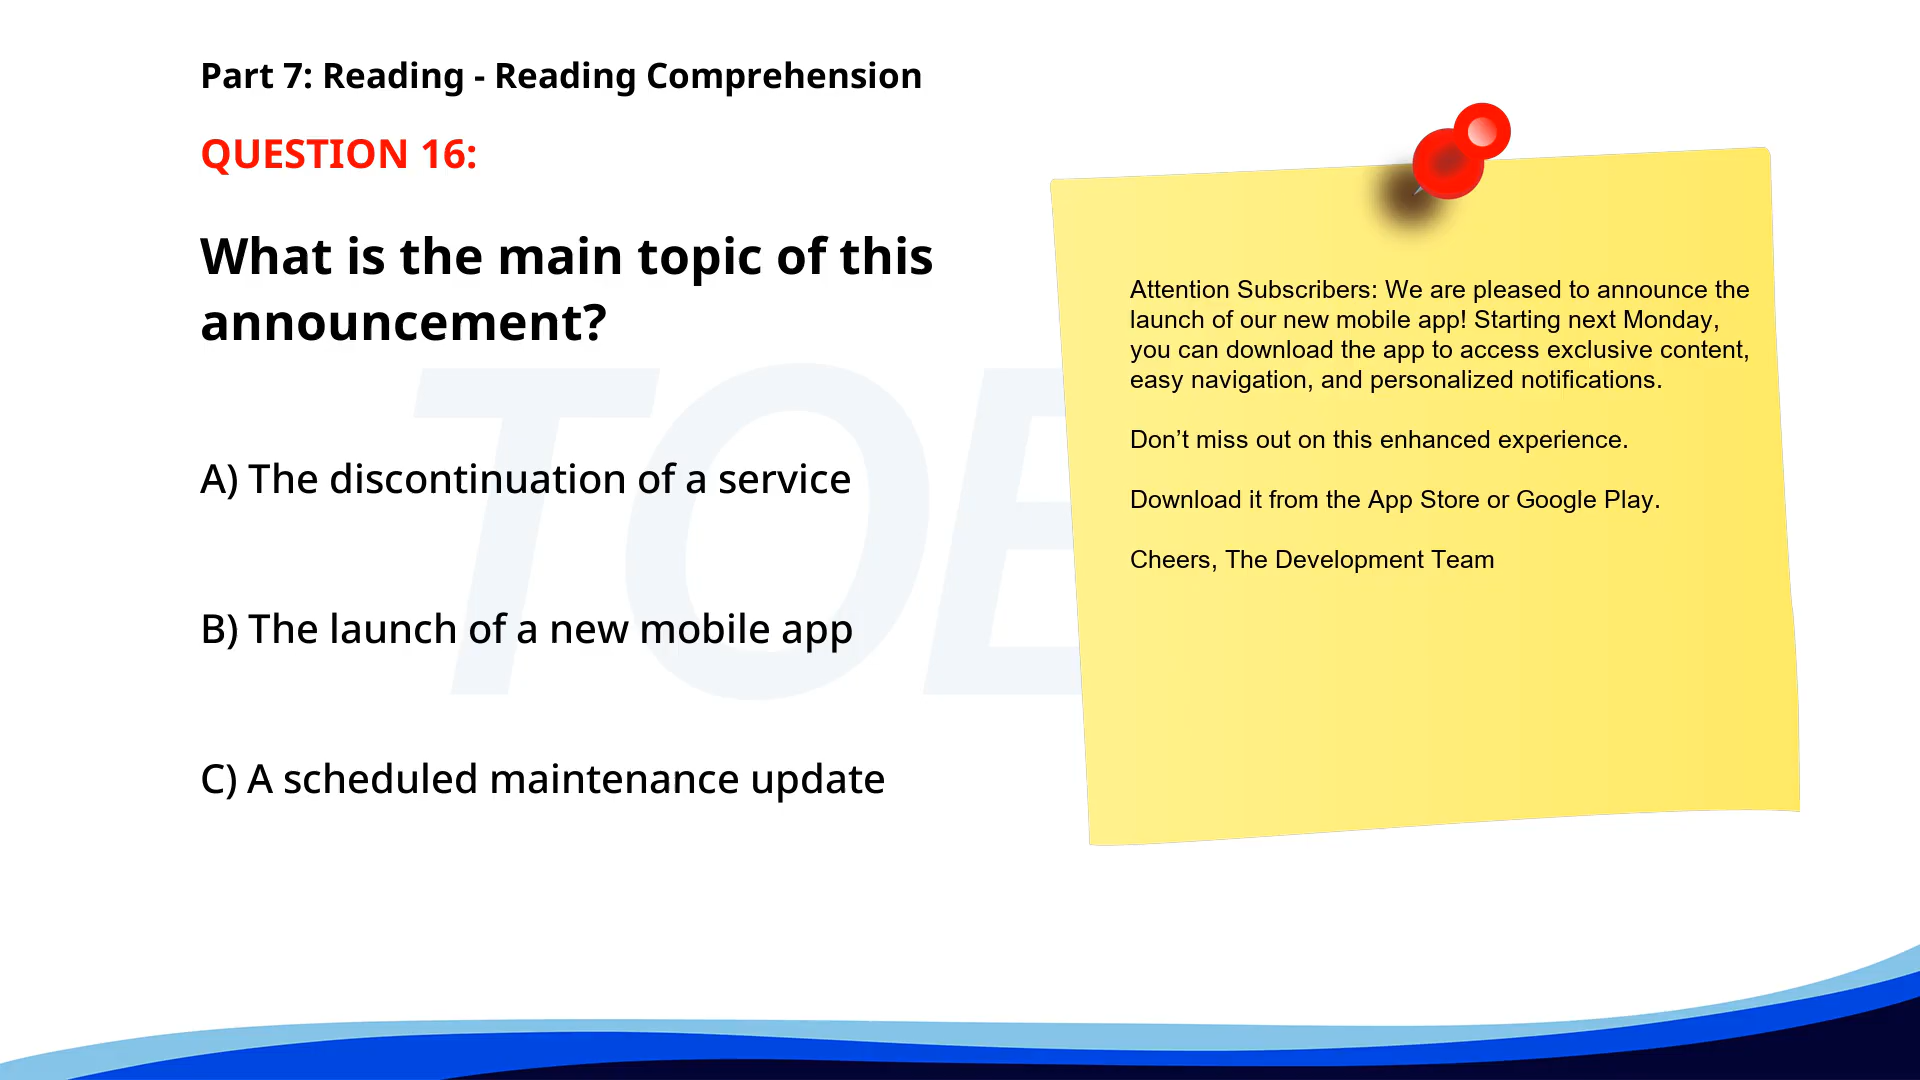 Part 7: Reading - Reading Comprehension
QUESTION 16:
What is the main topic of this
announcement?
A) The discontinuation of a service
B) The launch of a new mobile app
C) A scheduled maintenance update
Attention Subscribers: We are pleased to announce the
launch of our new mobile app! Starting next Monday,
you can download the app to access exclusive content,
easy navigation, and personalized notifications.
Don’t miss out on this enhanced experience.
Download it from the App Store or Google Play.
Cheers, The Development Team
TOE